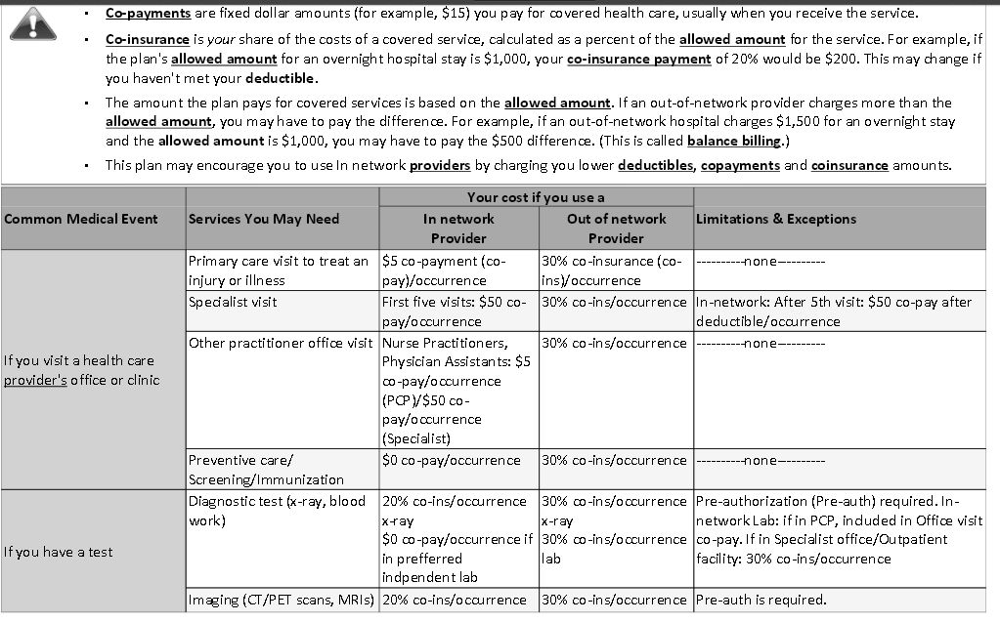 ▪ Co-payments are fixed dollar amounts (for example, $15) you pay for covered health care, usually when you receive the service.
▪ Co-insurance is your share of the costs of a covered service, calculated as a percent of the allowed amount for the service. For example, if
the plan's allowed amount for an overnight hospital stay is $1,000, your co-insurance payment of 20% would be $200. This may change if
you haven't met your deductible.
▪ The amount the plan pays for covered services is based on the allowed amount. If an out-of-network provider charges more than the
allowed amount, you may have to pay the difference. For example, if an out-of-network hospital charges $1,500 for an overnight stay
and the allowed amount is $1,000, you may have to pay the $500 difference. (This is called balance billing.)
▪ This plan may encourage you to use In network providers by charging you lower deductibles, copayments and coinsurance amounts.
Common Medical Event
Services You May Need
Your cost if you use a
In network
Provider
Out of network
Provider
Limitations & Exceptions
If you visit a health care
provider's office or clinic
Primary care visit to treat an
injury or illness
$5 co-payment (co-
pay)/occurrence
30% co-insurance (co-
ins)/occurrence
----------none----------
Specialist visit
First five visits: $50 co-
pay/occurrence
30% co-ins/occurrence
In-network: After 5th visit: $50 co-pay after
deductible/occurrence
Other practitioner office visit
Nurse Practitioners,
Physician Assistants: $5
co-pay/occurrence
(PCP)/$50 co-
pay/occurrence
(Specialist)
30% co-ins/occurrence
----------none----------
Preventive care/
Screening/Immunization
$0 co-pay/occurrence
30% co-ins/occurrence
----------none----------
If you have a test
Diagnostic test (x-ray, blood
work)
20% co-ins/occurrence
x-ray
$0 co-pay/occurrence if
in prefferred
indpendent lab
30% co-ins/occurrence
x-ray
30% co-ins/occurrence
lab
Pre-authorization (Pre-auth) required. In-
network Lab: if in PCP, included in Office visit
co-pay. If in Specialist office/Outpatient
facility: 30% co-ins/occurrence
Imaging (CT/PET scans, MRIs)
20% co-ins/occurrence
30% co-ins/occurrence
Pre-auth is required.